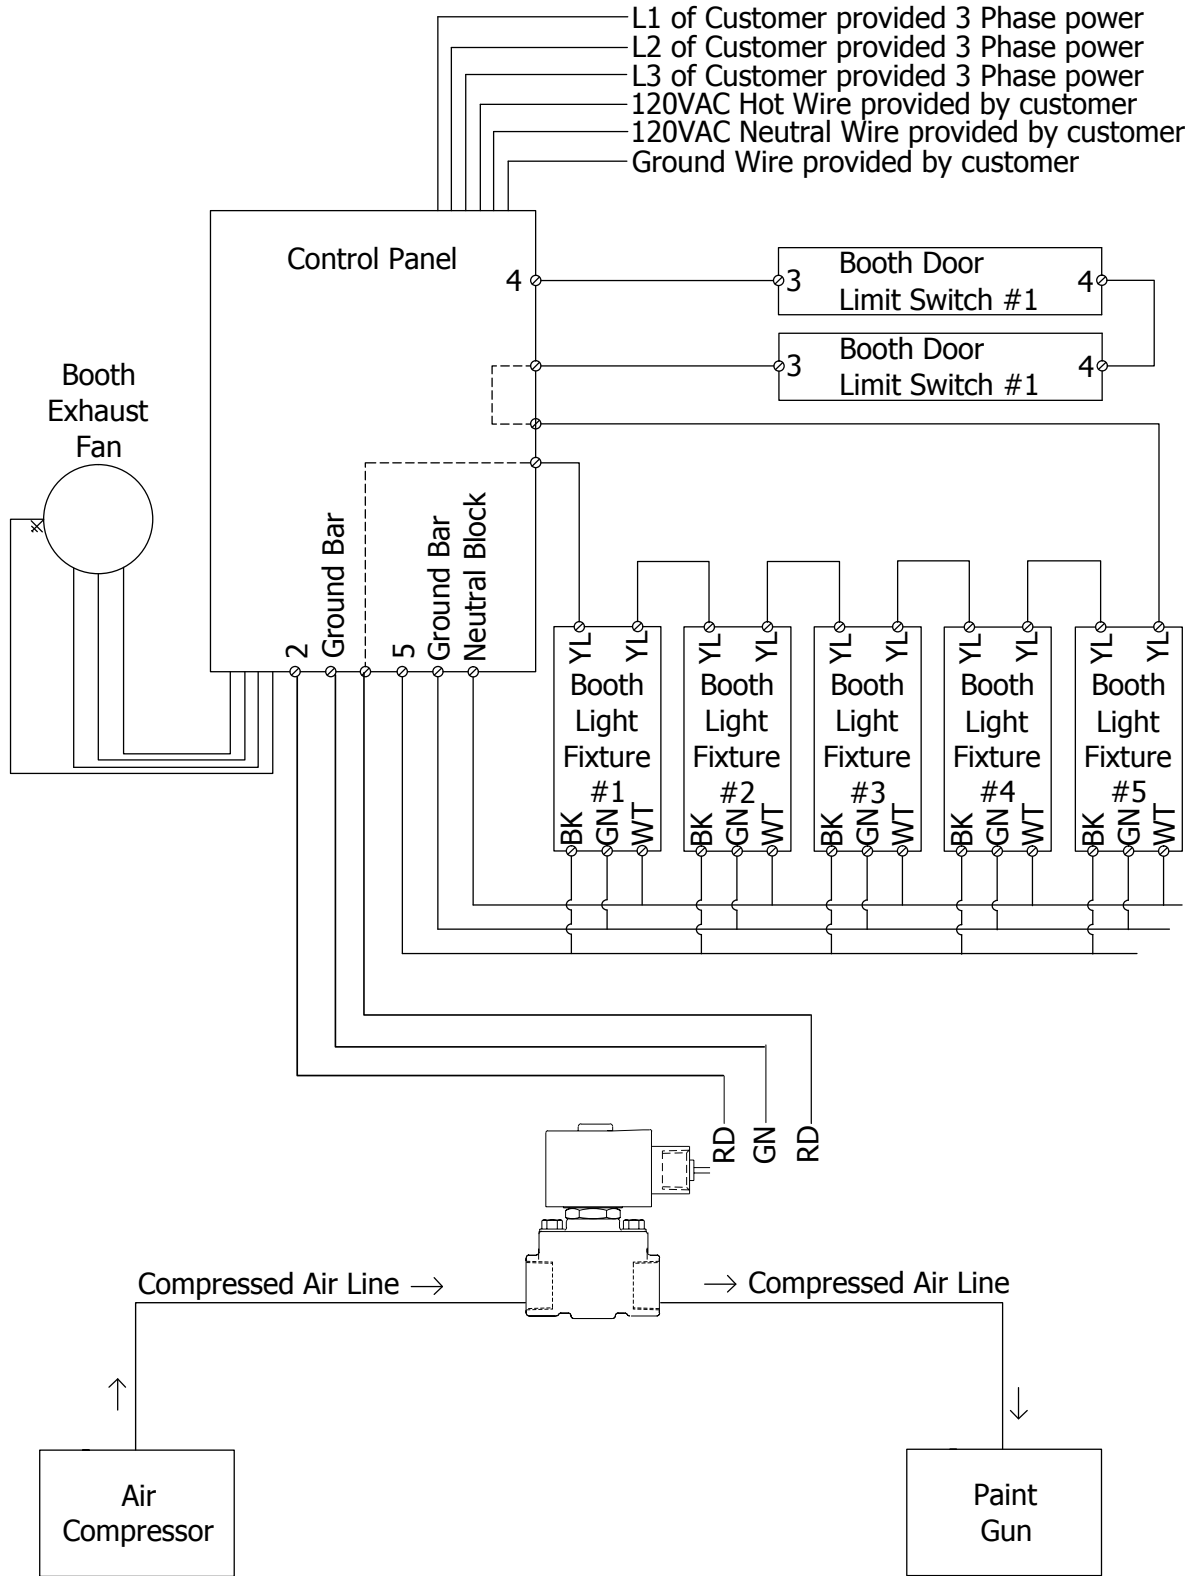 L1 of Customer provided 3 Phase power
L2 of Customer provided 3 Phase power
L3 of Customer provided 3 Phase power
120VAC Hot Wire provided by customer
120VAC Neutral Wire provided by customer
Ground Wire provided by customer
Control Panel
4
3
Booth Door
Limit Switch #1
4
3
Booth Door
Limit Switch #1
4
Booth
Exhaust
Fan
2
Ground Bar
5
Ground Bar
Neutral Block
YL
YL
Booth
Light
Fixture
#1
BK
GN
WT
YL
YL
Booth
Light
Fixture
#2
BK
GN
WT
YL
YL
Booth
Light
Fixture
#3
BK
GN
WT
YL
YL
Booth
Light
Fixture
#4
BK
GN
WT
YL
YL
Booth
Light
Fixture
#5
BK
GN
WT
RD
GN
RD
Compressed Air Line
Compressed Air Line
Air
Compressor
Paint
Gun